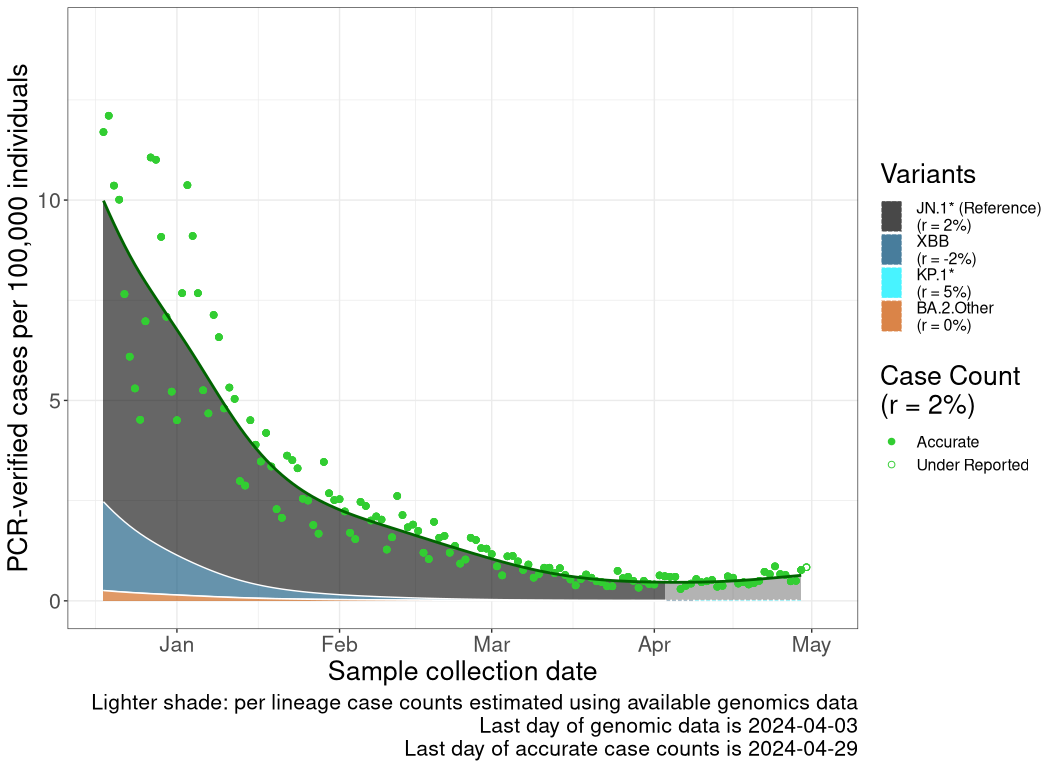 PCR-verified cases per 100,000 individuals
10
5
0
Jan
Feb
Mar
Apr
May
Sample collection date
Lighter shade: per lineage case counts estimated using available genomics data
Last day of genomic data is 2024-04-03
Last day of accurate case counts is 2024-04-29
Variants
JN.1* (Reference)
(r = 2%)
XBB
(r = -2%)
KP.1*
(r = 5%)
BA.2.Other
(r = 0%)
Case Count
(r = 2%)
Accurate
Under Reported